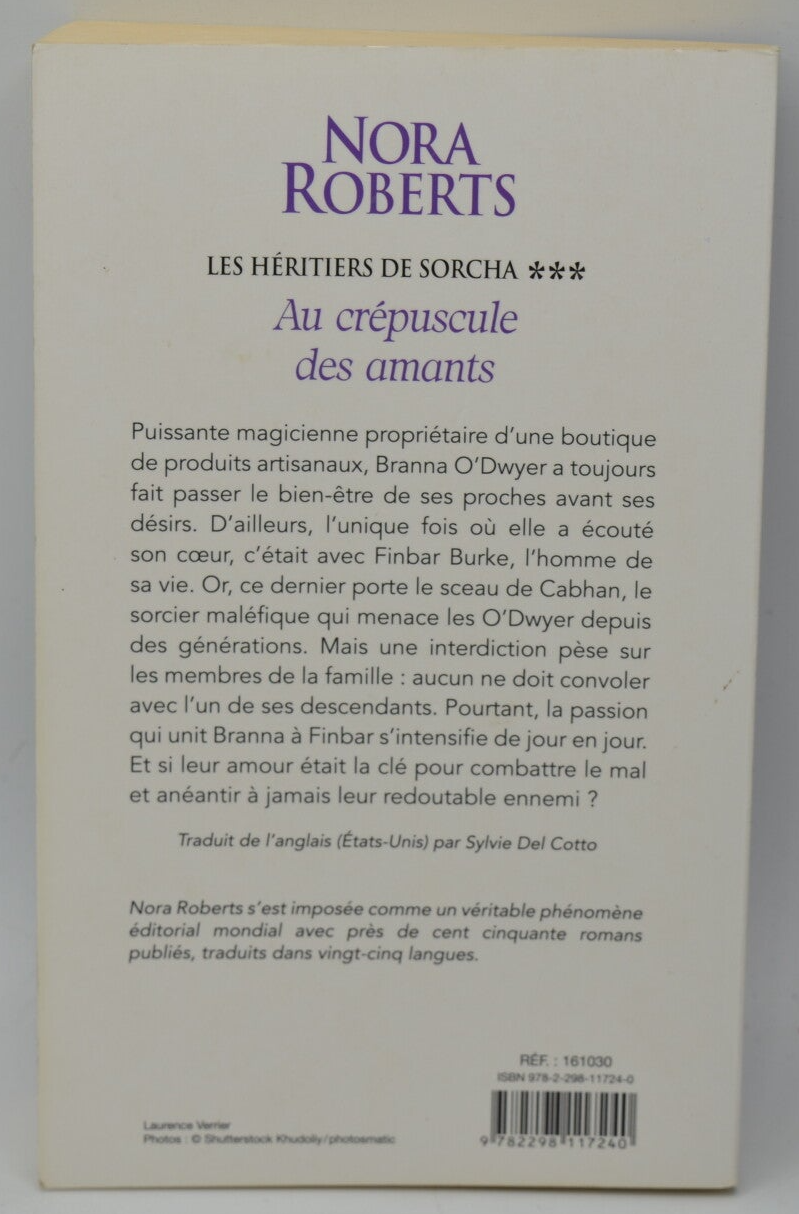 NORA
ROBERTS
LES HÉRITIERS DE SORCHA ***
Au crépuscule
des amants
Puissante magicienne propriétaire d'une boutique
de produits artisanaux, Branna O'Dwyer a toujours
fait passer le bien-être de ses proches avant ses
désirs. D'ailleurs, l'unique fois où elle a écouté
son cœur, c'était avec Finbar Burke, l'homme de
sa vie. Or, ce dernier porte le sceau de Cabhan, le
sorcier maléfique qui menace les O'Dwyer depuis
des générations. Mais une interdiction pèse sur
les membres de la famille : aucun ne doit convoler
avec l'un de ses descendants. Pourtant, la passion
qui unit Branna à Finbar s'intensifie de jour en jour.
Et si leur amour était la clé pour combattre le mal
et anéantir à jamais leur redoutable ennemi ?
Traduit de l'anglais (États-Unis) par Sylvie Del Cotto
Nora Roberts s'est imposée comme un véritable phénomène
éditorial mondial avec près de cent cinquante romans
publiés, traduits dans vingt-cinq langues.
RÉF. : 161030
ISBN 978-2-298-11724-0
Laurence Verrier
Photos : © Shutterstock Khudoliy/photosmatic
9 782298 117240